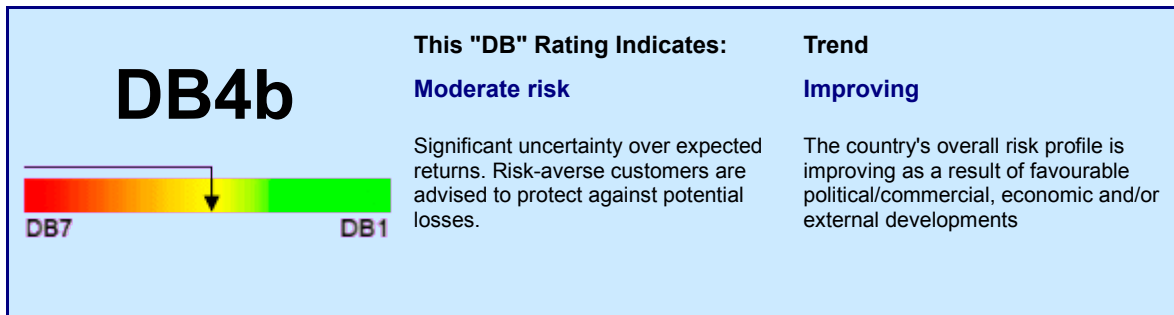 DB4b
DB7
DB1
This "DB" Rating Indicates:
Moderate risk
Significant uncertainty over expected
returns. Risk-averse customers are
advised to protect against potential
losses.
Trend
Improving
The country's overall risk profile is
improving as a result of favourable
political/commercial, economic and/or
external developments